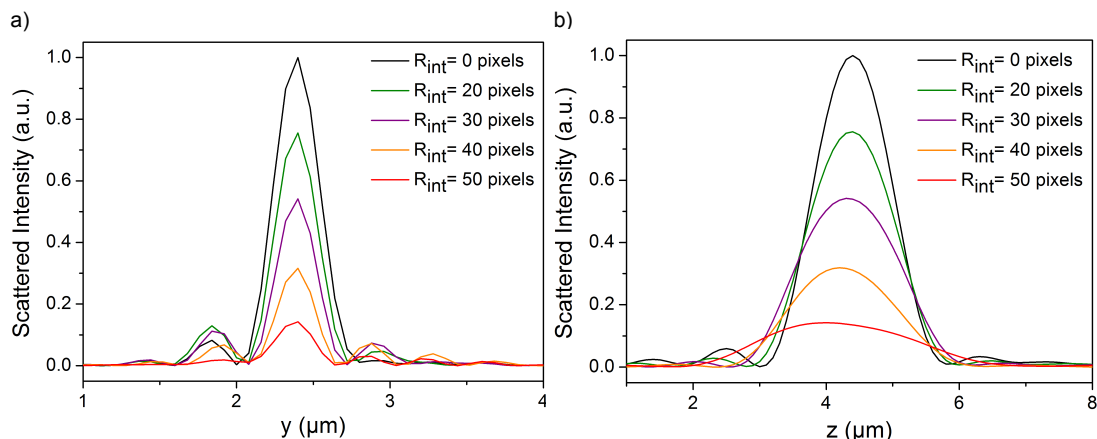 a)
Scattered Intensity (a.u.)
1.0
0.8
0.6
0.4
0.2
0.0
R_int= 0 pixels
R_int= 20 pixels
R_int= 30 pixels
R_int= 40 pixels
R_int= 50 pixels
1 2 3 4
y (µm)
b)
Scattered Intensity (a.u.)
1.0
0.8
0.6
0.4
0.2
0.0
R_int= 0 pixels
R_int= 20 pixels
R_int= 30 pixels
R_int= 40 pixels
R_int= 50 pixels
2 4 6 8
z (µm)